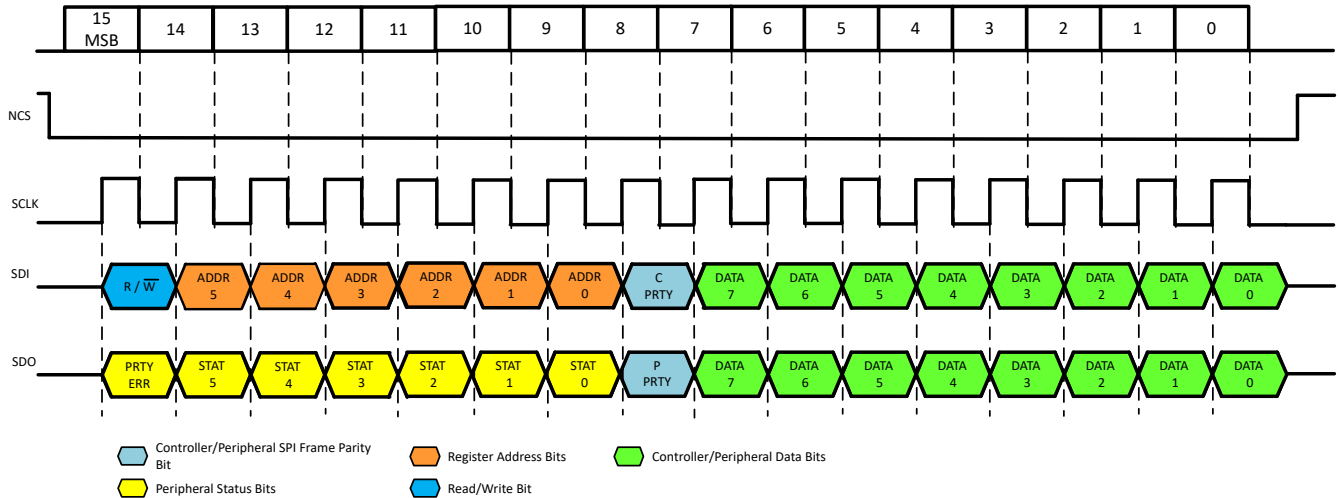 15 MSB 14 13 12 11 10 9 8 7 6 5 4 3 2 1 0
NCS
SCLK
SDI R / W̅ ADDR 5 ADDR 4 ADDR 3 ADDR 2 ADDR 1 ADDR 0 C PRTY DATA 7 DATA 6 DATA 5 DATA 4 DATA 3 DATA 2 DATA 1 DATA 0
SDO PRTY ERR STAT 5 STAT 4 STAT 3 STAT 2 STAT 1 STAT 0 P PRTY DATA 7 DATA 6 DATA 5 DATA 4 DATA 3 DATA 2 DATA 1 DATA 0
Controller/Peripheral SPI Frame Parity
Bit
Register Address Bits
Controller/Peripheral Data Bits
Peripheral Status Bits
Read/Write Bit